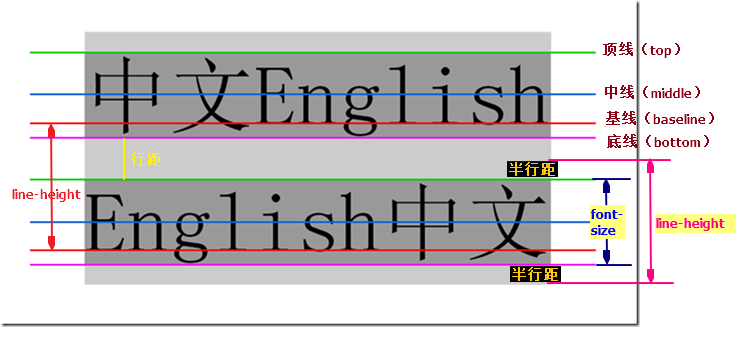 顶线（top）
中文English
中线（middle）
基线（baseline）
底线（bottom）
行距
半行距
line-height
English中文
font-
size
line-height
半行距